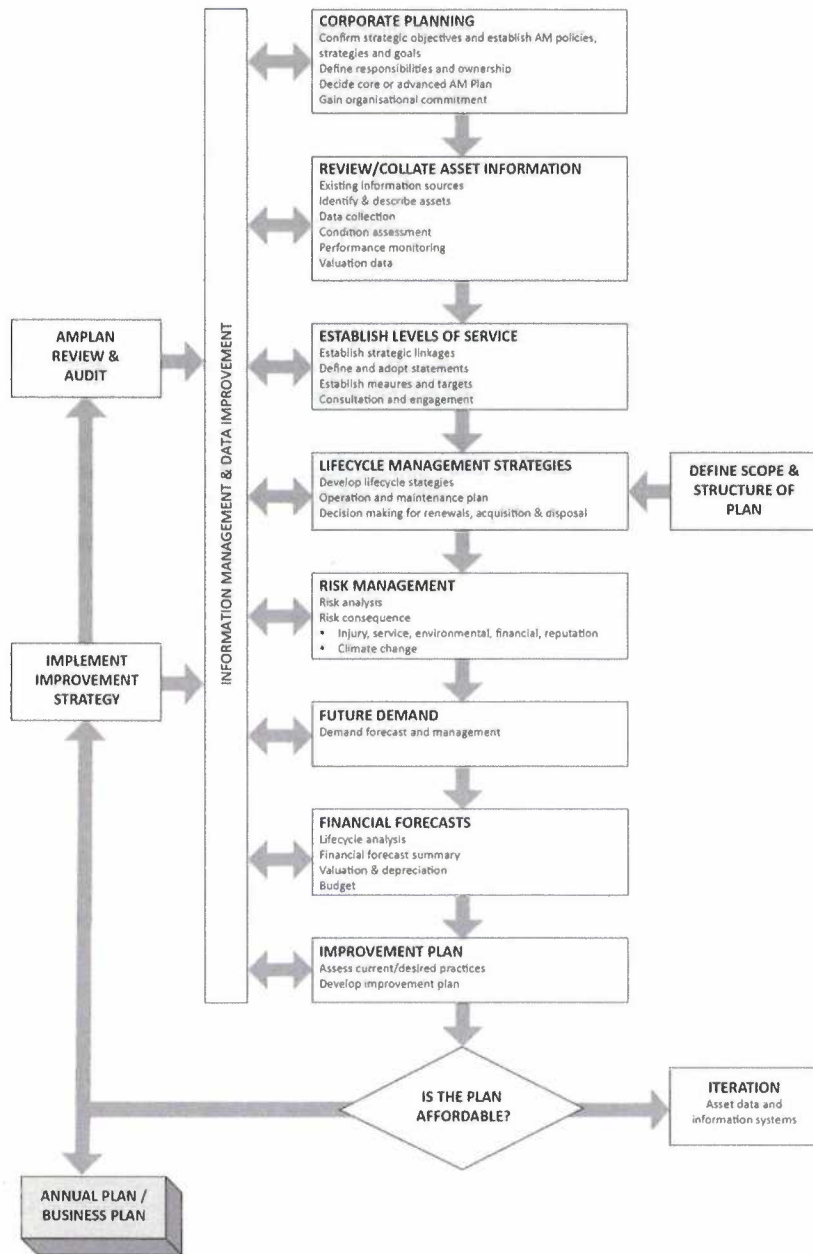 CORPORATE PLANNING
Confirm strategic objectives and establish AM policies,
strategies and goals
Define responsibilities and ownership
Decide core or advanced AM Plan
Gain organisational commitment
REVIEW/COLLATE ASSET INFORMATION
Existing information sources
Identify & describe assets
Data collection
Condition assessment
Performance monitoring
Valuation data
INFORMATION MANAGEMENT & DATA IMPROVEMENT
AMPLAN
REVIEW &
AUDIT
ESTABLISH LEVELS OF SERVICE
Establish strategic linkages
Define and adopt statements
Establish measures and targets
Consultation and engagement
LIFECYCLE MANAGEMENT STRATEGIES
Develop lifecycle stategies
Operation and maintenance plan
Decision making for renewals, acquisition & disposal
DEFINE SCOPE &
STRUCTURE OF
PLAN
RISK MANAGEMENT
Risk analysis
Risk consequence
• Injury, service, environmental, financial, reputation
• Climate change
IMPLEMENT
IMPROVEMENT
STRATEGY
FUTURE DEMAND
Demand forecast and management
FINANCIAL FORECASTS
Lifecycle analysis
Financial forecast summary
Valuation & depreciation
Budget
IMPROVEMENT PLAN
Assess current/desired practices
Develop improvement plan
IS THE PLAN
AFFORDABLE?
ITERATION
Asset data and
information systems
ANNUAL PLAN /
BUSINESS PLAN